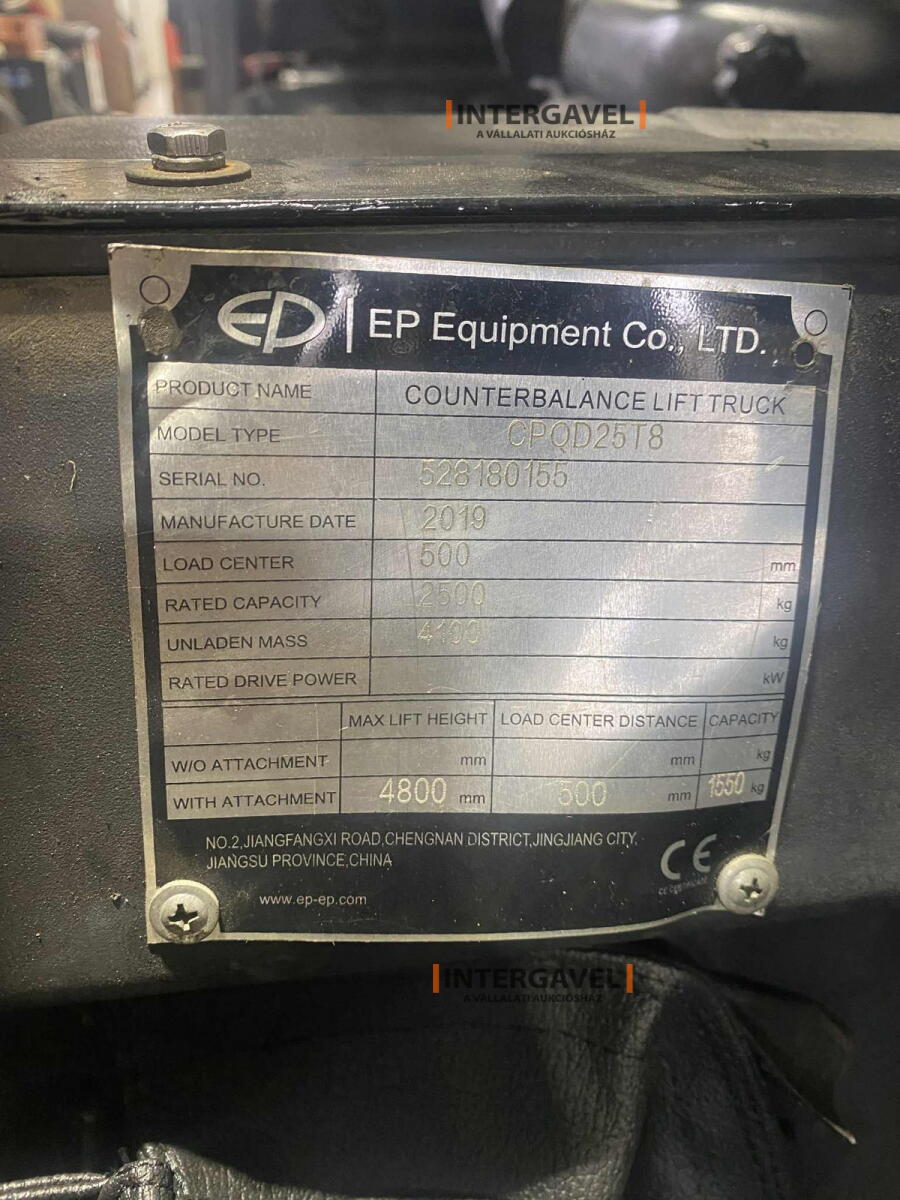 INTERGAVEL
A VÁLLALATI AUKCIÓSHÁZ
EP | EP Equipment Co., LTD.
PRODUCT NAME COUNTERBALANCE LIFT TRUCK
MODEL TYPE CPQD25T8
SERIAL NO. 528180155
MANUFACTURE DATE 2019
LOAD CENTER 500 mm
RATED CAPACITY 2500 kg
UNLADEN MASS kg
RATED DRIVE POWER kW
MAX LIFT HEIGHT LOAD CENTER DISTANCE CAPACITY
W/O ATTACHMENT mm mm kg
WITH ATTACHMENT 4800 mm 500 mm 1550 kg
NO.2,JIANGFANGXI ROAD,CHENGNAN DISTRICT,JINGJIANG CITY,
JIANGSU PROVINCE,CHINA
CE
CE CERTIFICATE
www.ep-ep.com
INTERGAVEL
A VÁLLALATI AUKCIÓSHÁZ